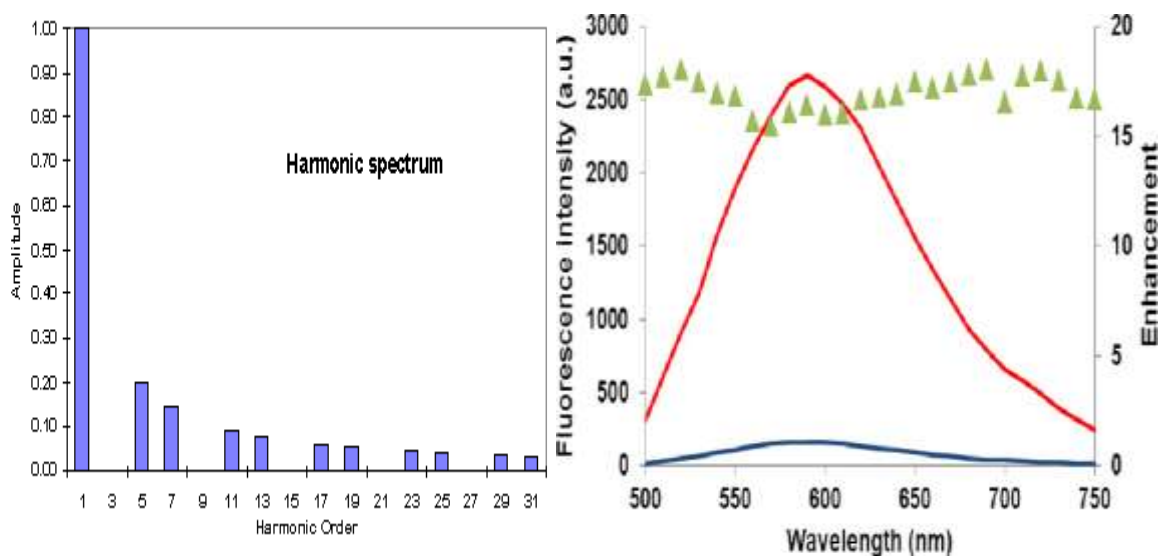 1.00
0.90
0.80
0.70
0.60
0.50
0.40
0.30
0.20
0.10
0.00
Amplitude
Harmonic spectrum
1 3 5 7 9 11 13 15 17 19 21 23 25 27 29 31
Harmonic Order
3000
2500
2000
1500
1000
500
0
Fluorescence Intensity (a.u.)
20
15
10
5
0
Enhancement
500 550 600 650 700 750
Wavelength (nm)